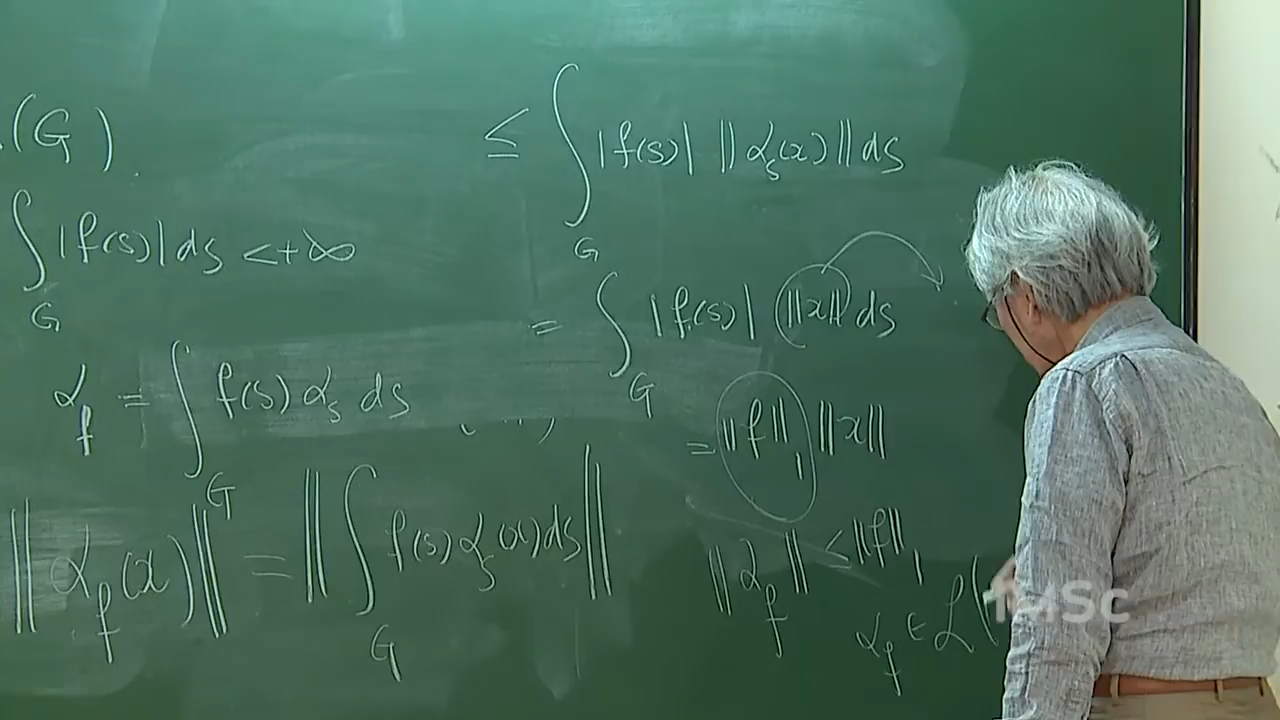 (G).
∫_G |f(s)| ds < +∞
α_f = ∫_G f(s) α_s ds
‖α_f(x)‖ = ‖∫_G f(s) α_s(x) ds‖
≤ ∫_G |f(s)| ‖α_s(x)‖ ds
= ∫_G |f(s)| ‖x‖ ds
= ‖f‖_1 ‖x‖
‖α_f‖ ≤ ‖f‖_1
α_f ∈ ℒ(
IMSc